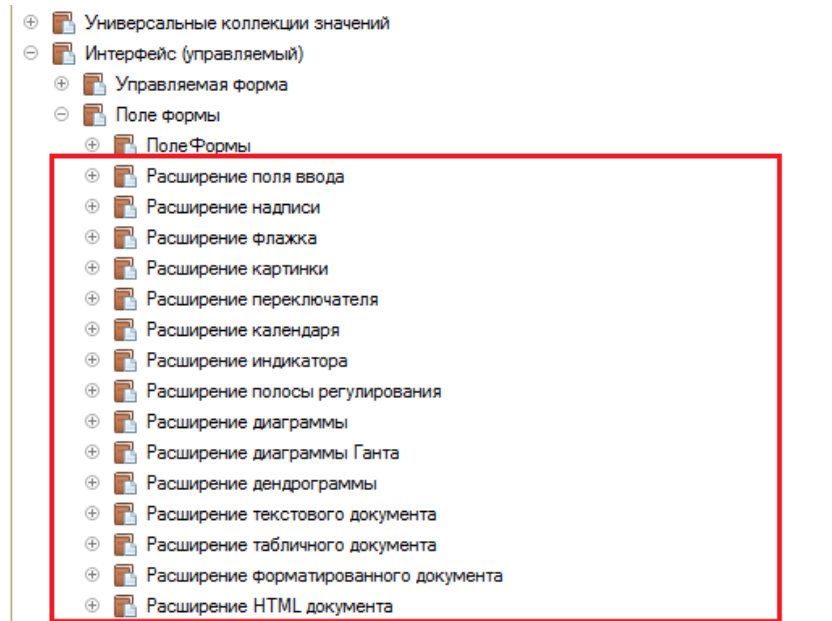 Универсальные коллекции значений
Интерфейс (управляемый)
Управляемая форма
Поле формы
ПолеФормы
Расширение поля ввода
Расширение надписи
Расширение флажка
Расширение картинки
Расширение переключателя
Расширение календаря
Расширение индикатора
Расширение полосы регулирования
Расширение диаграммы
Расширение диаграммы Ганта
Расширение дендрограммы
Расширение текстового документа
Расширение табличного документа
Расширение форматированного документа
Расширение HTML документа